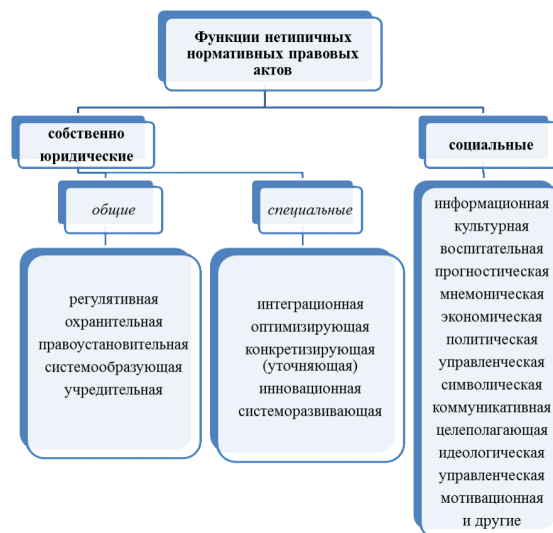 Функции нетипичных
нормативных правовых
актов
собственно
юридические
социальные
общие
специальные
регулятивная
охранительная
правоустановительная
системообразующая
учредительная
интеграционная
оптимизирующая
конкретизирующая
(уточняющая)
инновационная
системоразвивающая
информационная
культурная
воспитательная
прогностическая
мнемоническая
экономическая
политическая
управленческая
символическая
коммуникативная
целеполагающая
идеологическая
управленческая
мотивационная
и другие